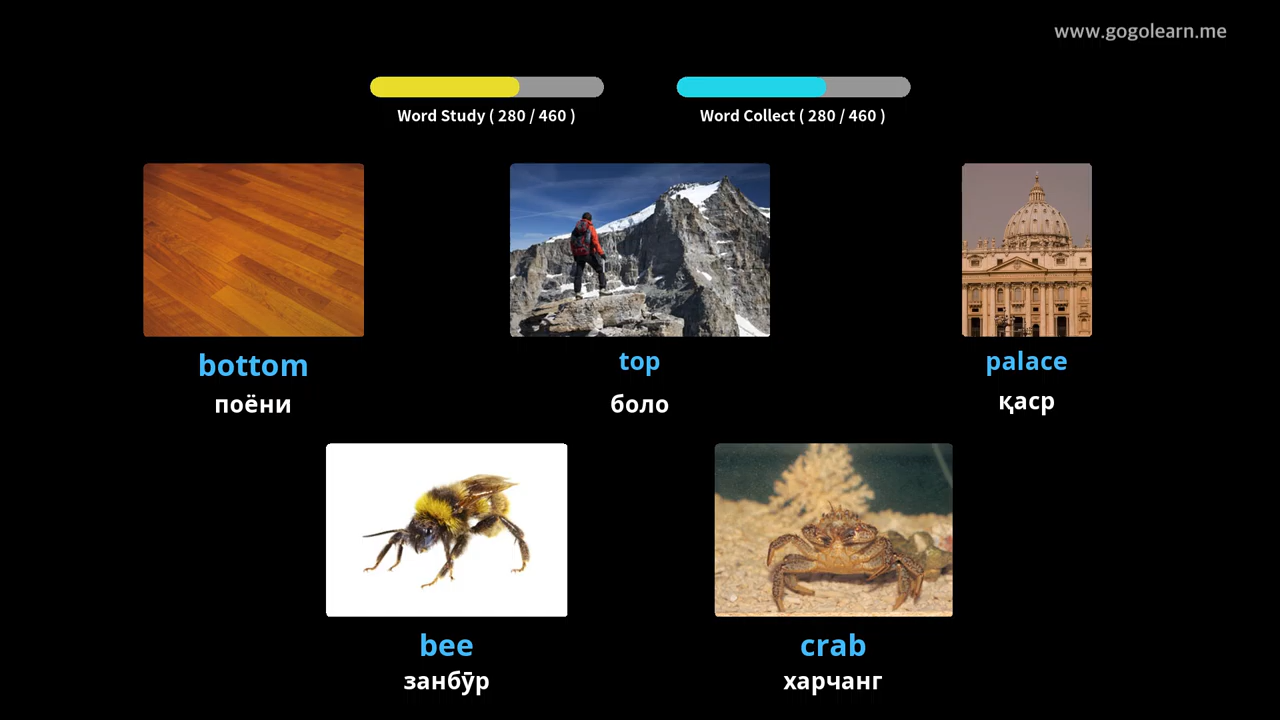 www.gogolearn.me
Word Study ( 280 / 460 )
Word Collect ( 280 / 460 )
bottom
top
palace
поёни
боло
қаср
bee
crab
занбӯр
харчанг